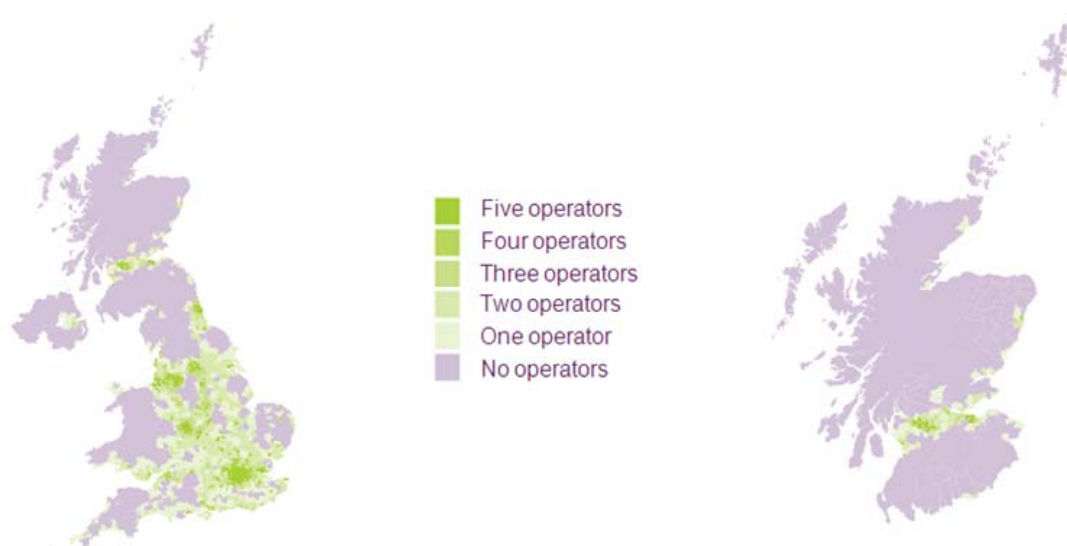 Five operators
Four operators
Three operators
Two operators
One operator
No operators